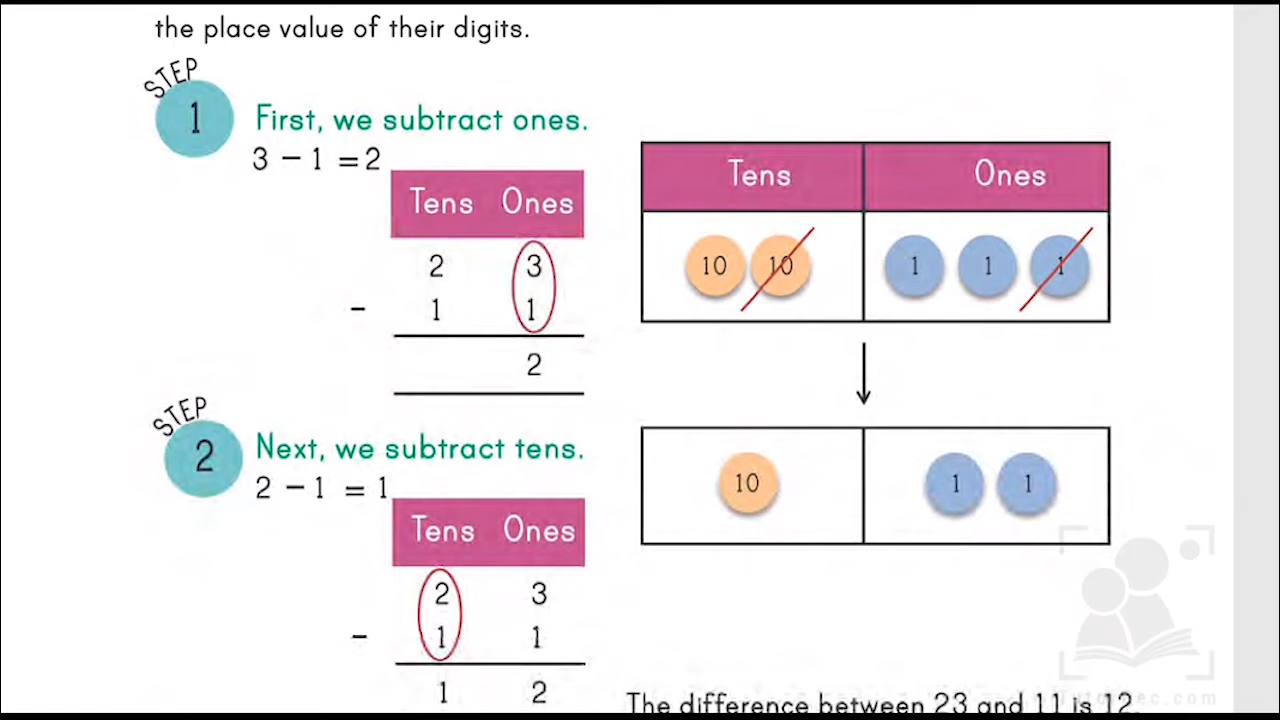 the place value of their digits.
STEP
1
First, we subtract ones.
3 - 1 = 2
Tens Ones
2 3
- 1 1
2
STEP
2
Next, we subtract tens.
2 - 1 = 1
Tens Ones
2 3
- 1 1
1 2
Tens Ones
10 10 1 1 1
10 1 1
The difference between 23 and 11 is 12.